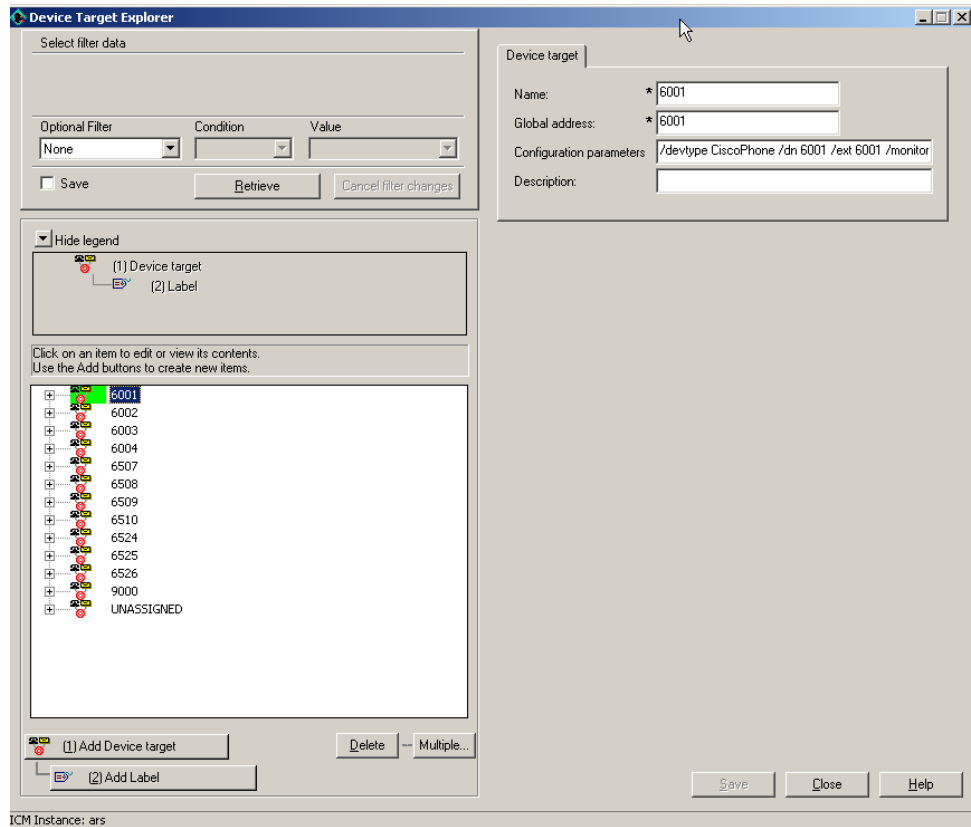 Device Target Explorer
Select filter data
Optional Filter Condition Value
None
Save Retrieve Cancel filter changes
Hide legend
(1) Device target
(2) Label
Click on an item to edit or view its contents.
Use the Add buttons to create new items.
6001
6002
6003
6004
6507
6508
6509
6510
6524
6525
6526
9000
UNASSIGNED
(1) Add Device target Delete -- Multiple...
(2) Add Label
Device target
Name: * 6001
Global address: * 6001
Configuration parameters /devtype CiscoPhone /dn 6001 /ext 6001 /monitor
Description:
Save Close Help
ICM Instance: ars